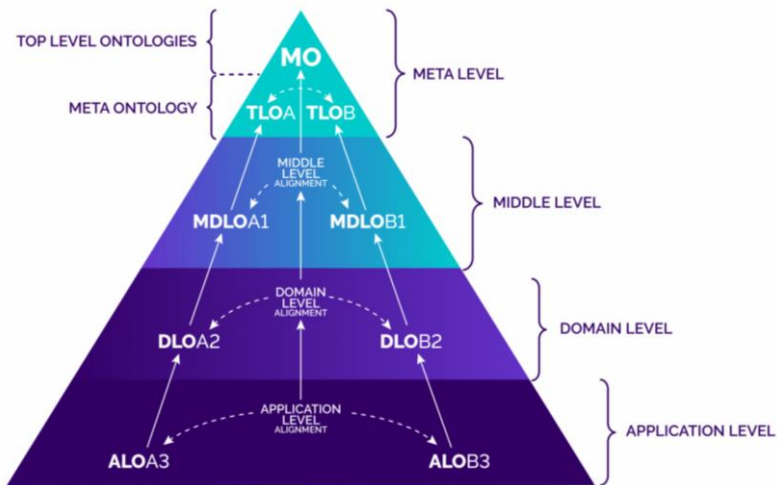 TOP LEVEL ONTOLOGIES
META ONTOLOGY
MO
TLOA TLOB
META LEVEL
MIDDLE
LEVEL
ALIGNMENT
MDLOA1 MDLOB1
MIDDLE LEVEL
DOMAIN
LEVEL
ALIGNMENT
DLOA2 DLOB2
DOMAIN LEVEL
APPLICATION
LEVEL
ALIGNMENT
ALOA3 ALOB3
APPLICATION LEVEL